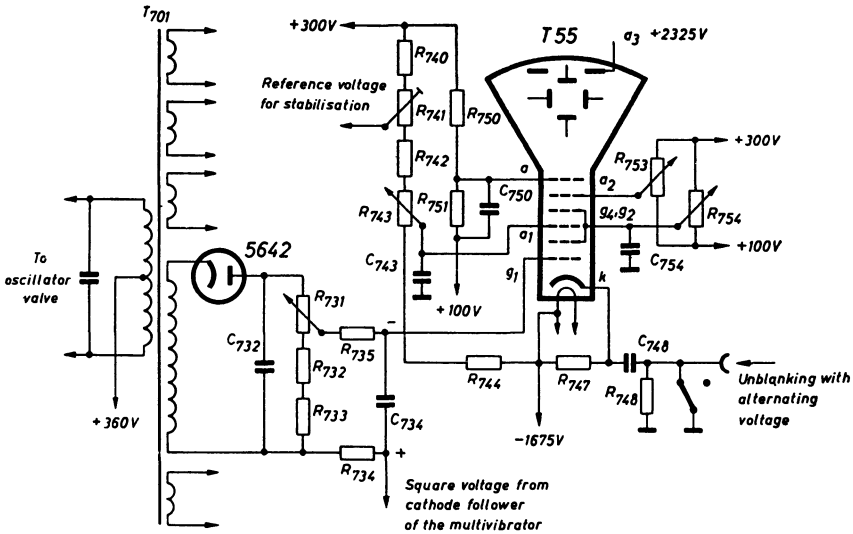 T701
+300V
R740
T55
a3 +2325V
Reference voltage
for stabilisation
R741
R750
R742
R753
+300V
a
a2
C750
R743
R751
g4,g2
R754
a1
C743
C754
+100V
g1
k
+100V
To
oscillator
valve
5642
R731
C732
R735
-
R732
R744
R747
C748
R748
Unblanking with
alternating
voltage
+360V
R733
C734
-1675V
R734
+
Square voltage from
cathode follower
of the multivibrator